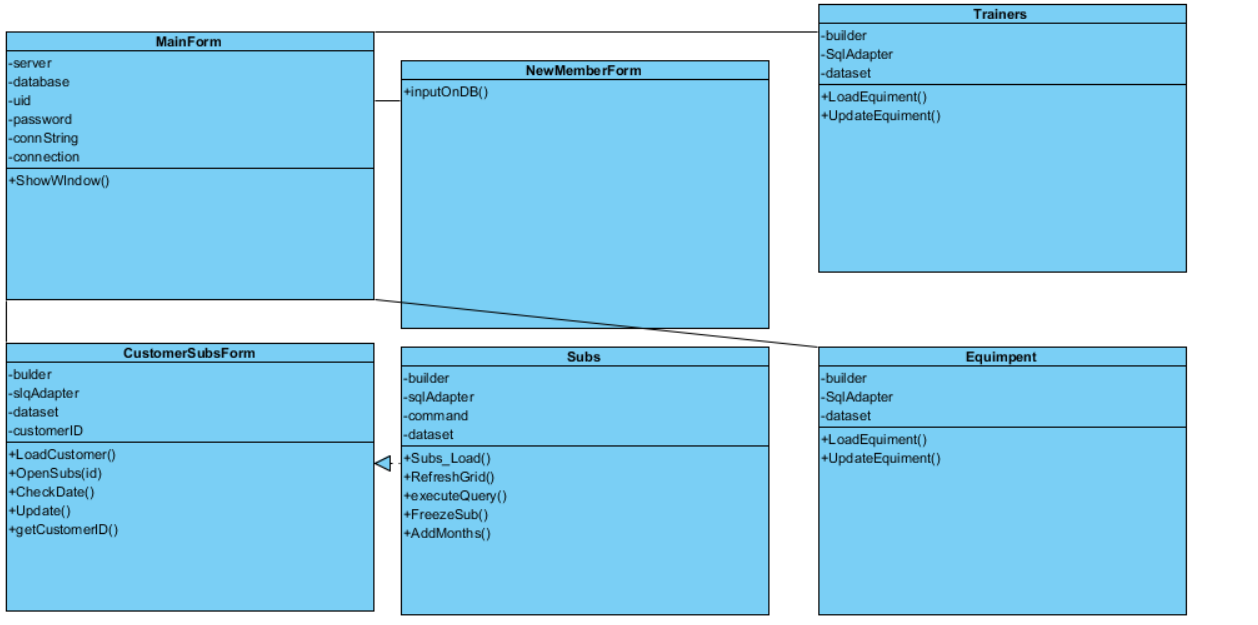 MainForm
-server
-database
-uid
-password
-connString
-connection
+ShowWIndow()
NewMemberForm
+inputOnDB()
Trainers
-builder
-SqlAdapter
-dataset
+LoadEquiment()
+UpdateEquiment()
CustomerSubsForm
-bulder
-slqAdapter
-dataset
-customerID
+LoadCustomer()
+OpenSubs(id)
+CheckDate()
+Update()
+getCustomerID()
Subs
-builder
-sqlAdapter
-command
-dataset
+Subs_Load()
+RefreshGrid()
+executeQuery()
+FreezeSub()
+AddMonths()
Equimpent
-builder
-SqlAdapter
-dataset
+LoadEquiment()
+UpdateEquiment()